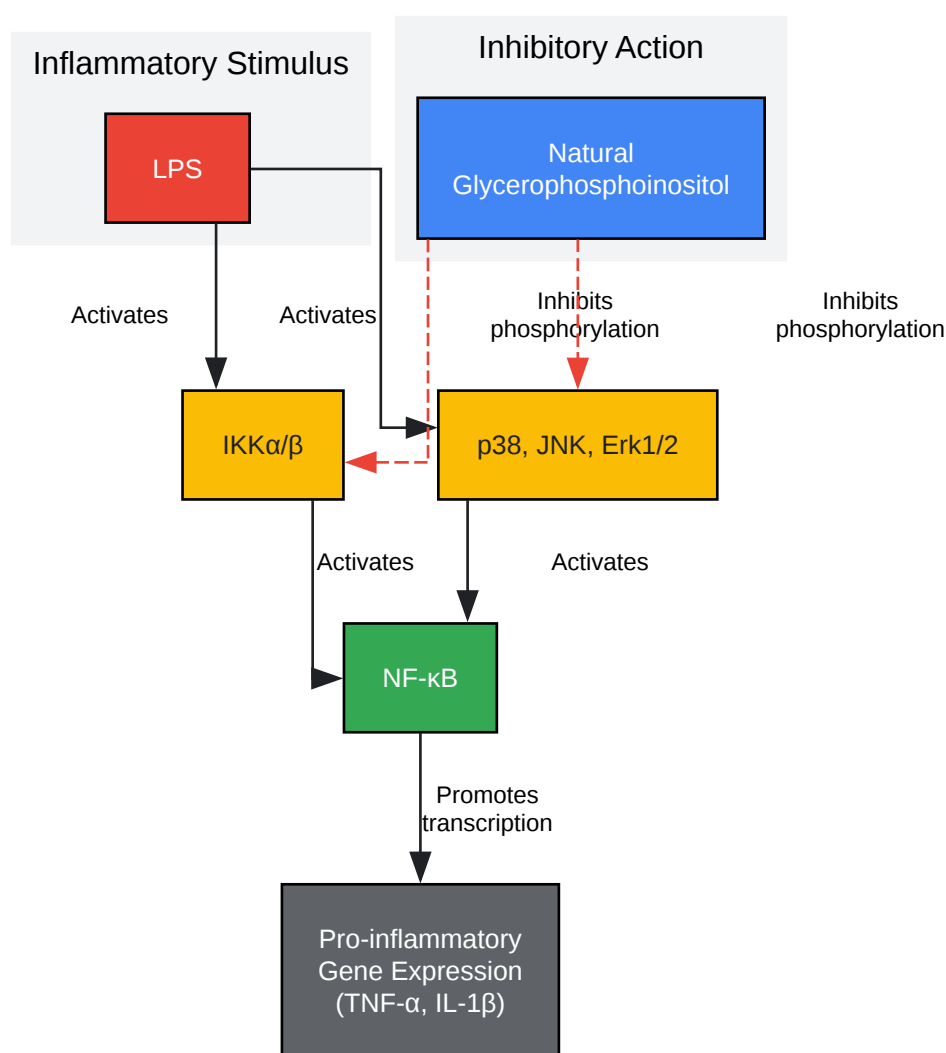 Inflammatory Stimulus
Inhibitory Action
LPS
Natural
Glycerophosphoinositol
Activates
Activates
Inhibits
phosphorylation
Inhibits
phosphorylation
IKKα/β
p38, JNK, Erk1/2
Activates
Activates
NF-κB
Promotes
transcription
Pro-inflammatory
Gene Expression
(TNF-α, IL-1β)